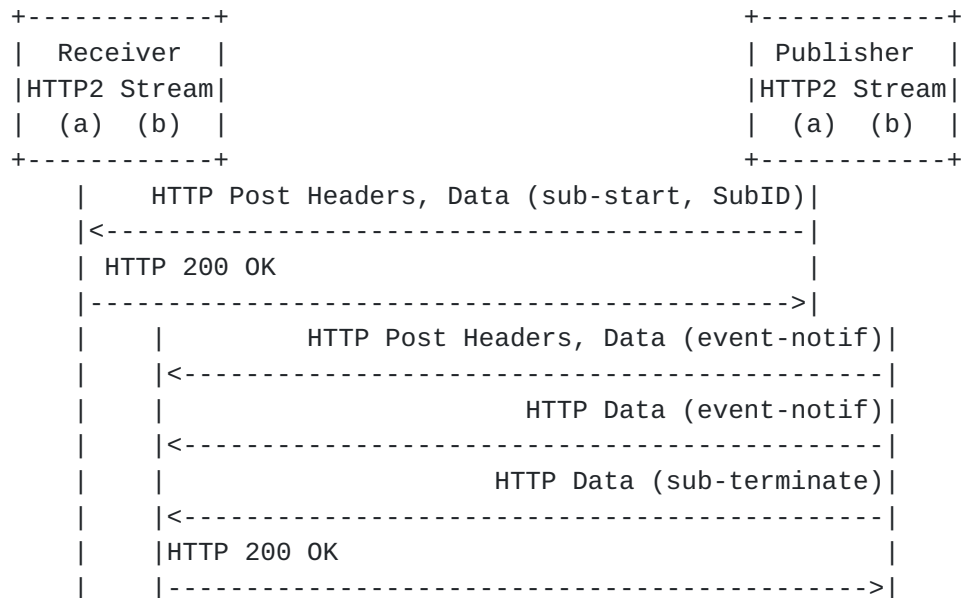 +------------+                                  +------------+
|  Receiver  |                                  | Publisher  |
|HTTP2 Stream|                                  |HTTP2 Stream|
|  (a)  (b)  |                                  |  (a)  (b)  |
+------------+                                  +------------+
    |    HTTP Post Headers, Data (sub-start, SubID)|
    |<---------------------------------------------|
    | HTTP 200 OK                                  |
    |--------------------------------------------->|
    |    |         HTTP Post Headers, Data (event-notif)|
    |    |<---------------------------------------------|
    |    |                       HTTP Data (event-notif)|
    |    |<---------------------------------------------|
    |    |                     HTTP Data (sub-terminate)|
    |    |<---------------------------------------------|
    |    |HTTP 200 OK                                   |
    |    |--------------------------------------------->|